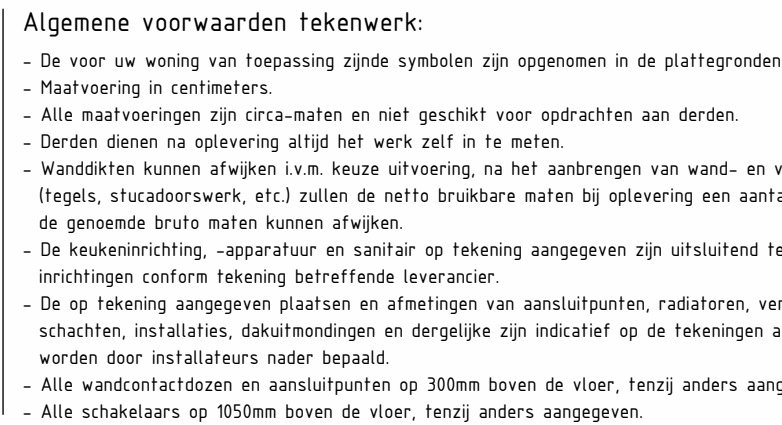 Algemene voorwaarden tekenwerk:
- De voor uw woning van toepassing zijnde symbolen zijn opgenomen in de plattegronden
- Maatvoering in centimeters.
- Alle maatvoeringen zijn circa-maten en niet geschikt voor opdrachten aan derden.
- Derden dienen na oplevering altijd het werk zelf in te meten.
- Wanddikten kunnen afwijken i.v.m. keuze uitvoering, na het aanbrengen van wand- en v
(tegels, stucadoorswerk, etc.) zullen de netto bruikbare maten bij oplevering een aanta
de genoemde bruto maten kunnen afwijken.
- De keukeninrichting, -apparatuur en sanitair op tekening aangegeven zijn uitsluitend te
inrichtingen conform tekening betreffende leverancier.
- De op tekening aangegeven plaatsen en afmetingen van aansluitpunten, radiatoren, ver
schachten, installaties, dakuitmondingen en dergelijke zijn indicatief op de tekeningen a
worden door installateurs nader bepaald.
- Alle wandcontactdozen en aansluitpunten op 300mm boven de vloer, tenzij anders aang
- Alle schakelaars op 1050mm boven de vloer, tenzij anders aangegeven.